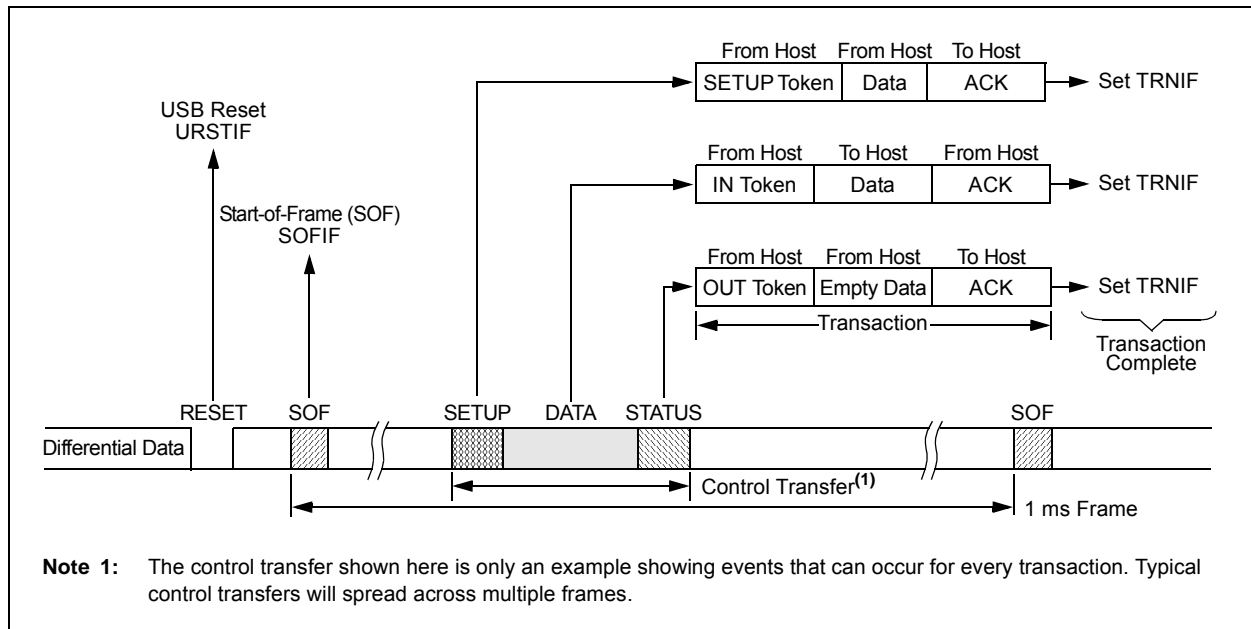 From Host From Host To Host
SETUP Token Data ACK Set TRNIF
USB Reset
URSTIF
From Host To Host From Host
IN Token Data ACK Set TRNIF
Start-of-Frame (SOF)
SOFIF
From Host From Host To Host
OUT Token Empty Data ACK Set TRNIF
Transaction
Transaction
Complete
RESET SOF SETUP DATA STATUS SOF
Differential Data
Control Transfer(1)
1 ms Frame
Note 1: The control transfer shown here is only an example showing events that can occur for every transaction. Typical
control transfers will spread across multiple frames.